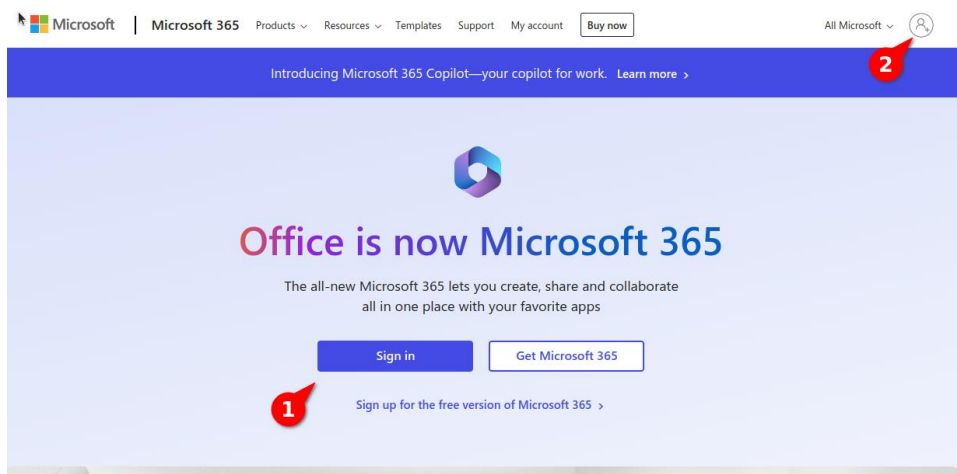 Microsoft | Microsoft 365 Products Resources Templates Support My account Buy now All Microsoft
2
Introducing Microsoft 365 Copilot—your copilot for work. Learn more >
Office is now Microsoft 365
The all-new Microsoft 365 lets you create, share and collaborate
all in one place with your favorite apps
Sign in Get Microsoft 365
1
Sign up for the free version of Microsoft 365 >